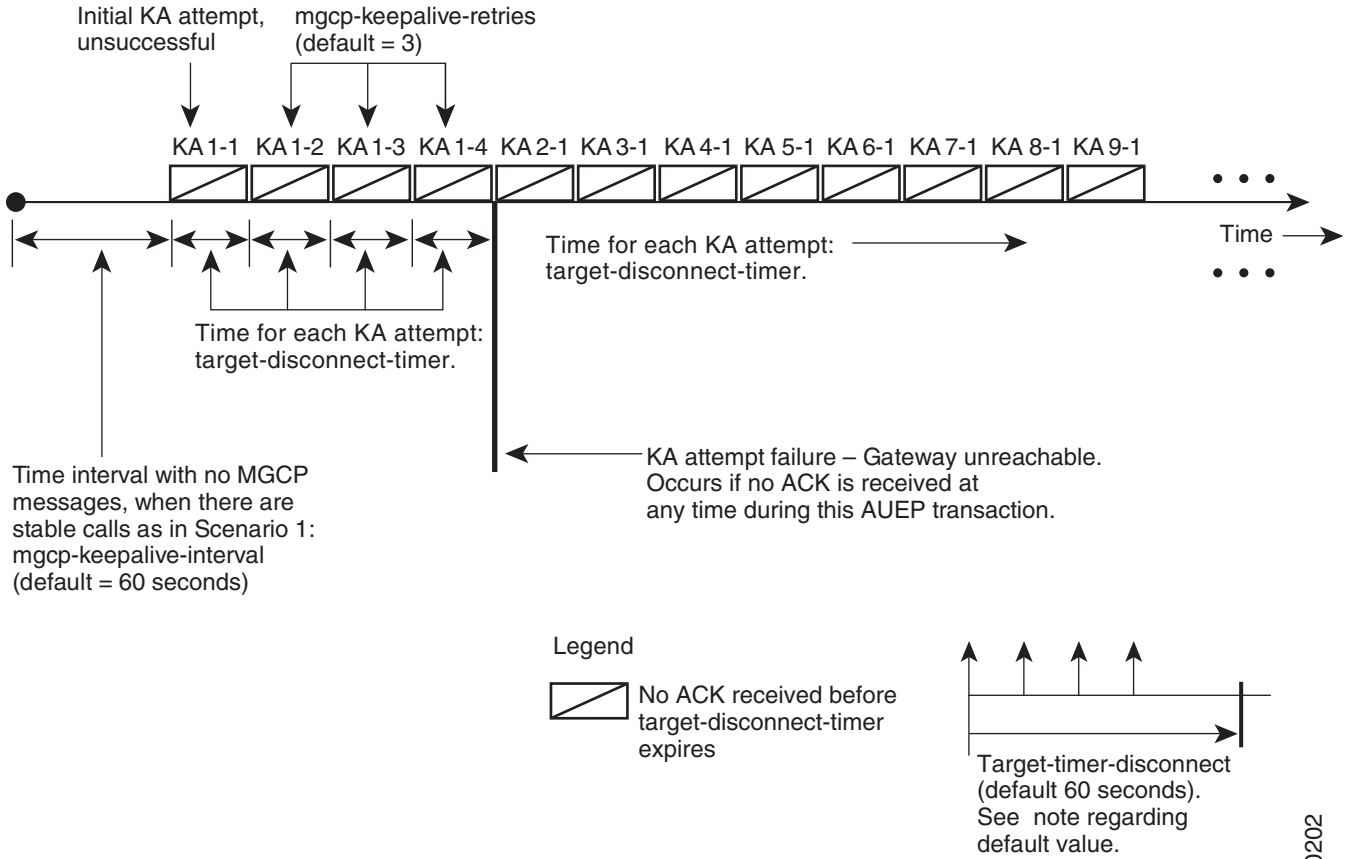 Initial KA attempt,
unsuccessful
mgcp-keepalive-retries
(default = 3)
KA 1-1 KA 1-2 KA 1-3 KA 1-4 KA 2-1 KA 3-1 KA 4-1 KA 5-1 KA 6-1 KA 7-1 KA 8-1 KA 9-1
Time
Time for each KA attempt:
target-disconnect-timer.
Time for each KA attempt:
target-disconnect-timer.
Time interval with no MGCP
messages, when there are
stable calls as in Scenario 1:
mgcp-keepalive-interval
(default = 60 seconds)
KA attempt failure – Gateway unreachable.
Occurs if no ACK is received at
any time during this AUEP transaction.
Legend
No ACK received before
target-disconnect-timer
expires
Target-timer-disconnect
(default 60 seconds).
See note regarding
default value.